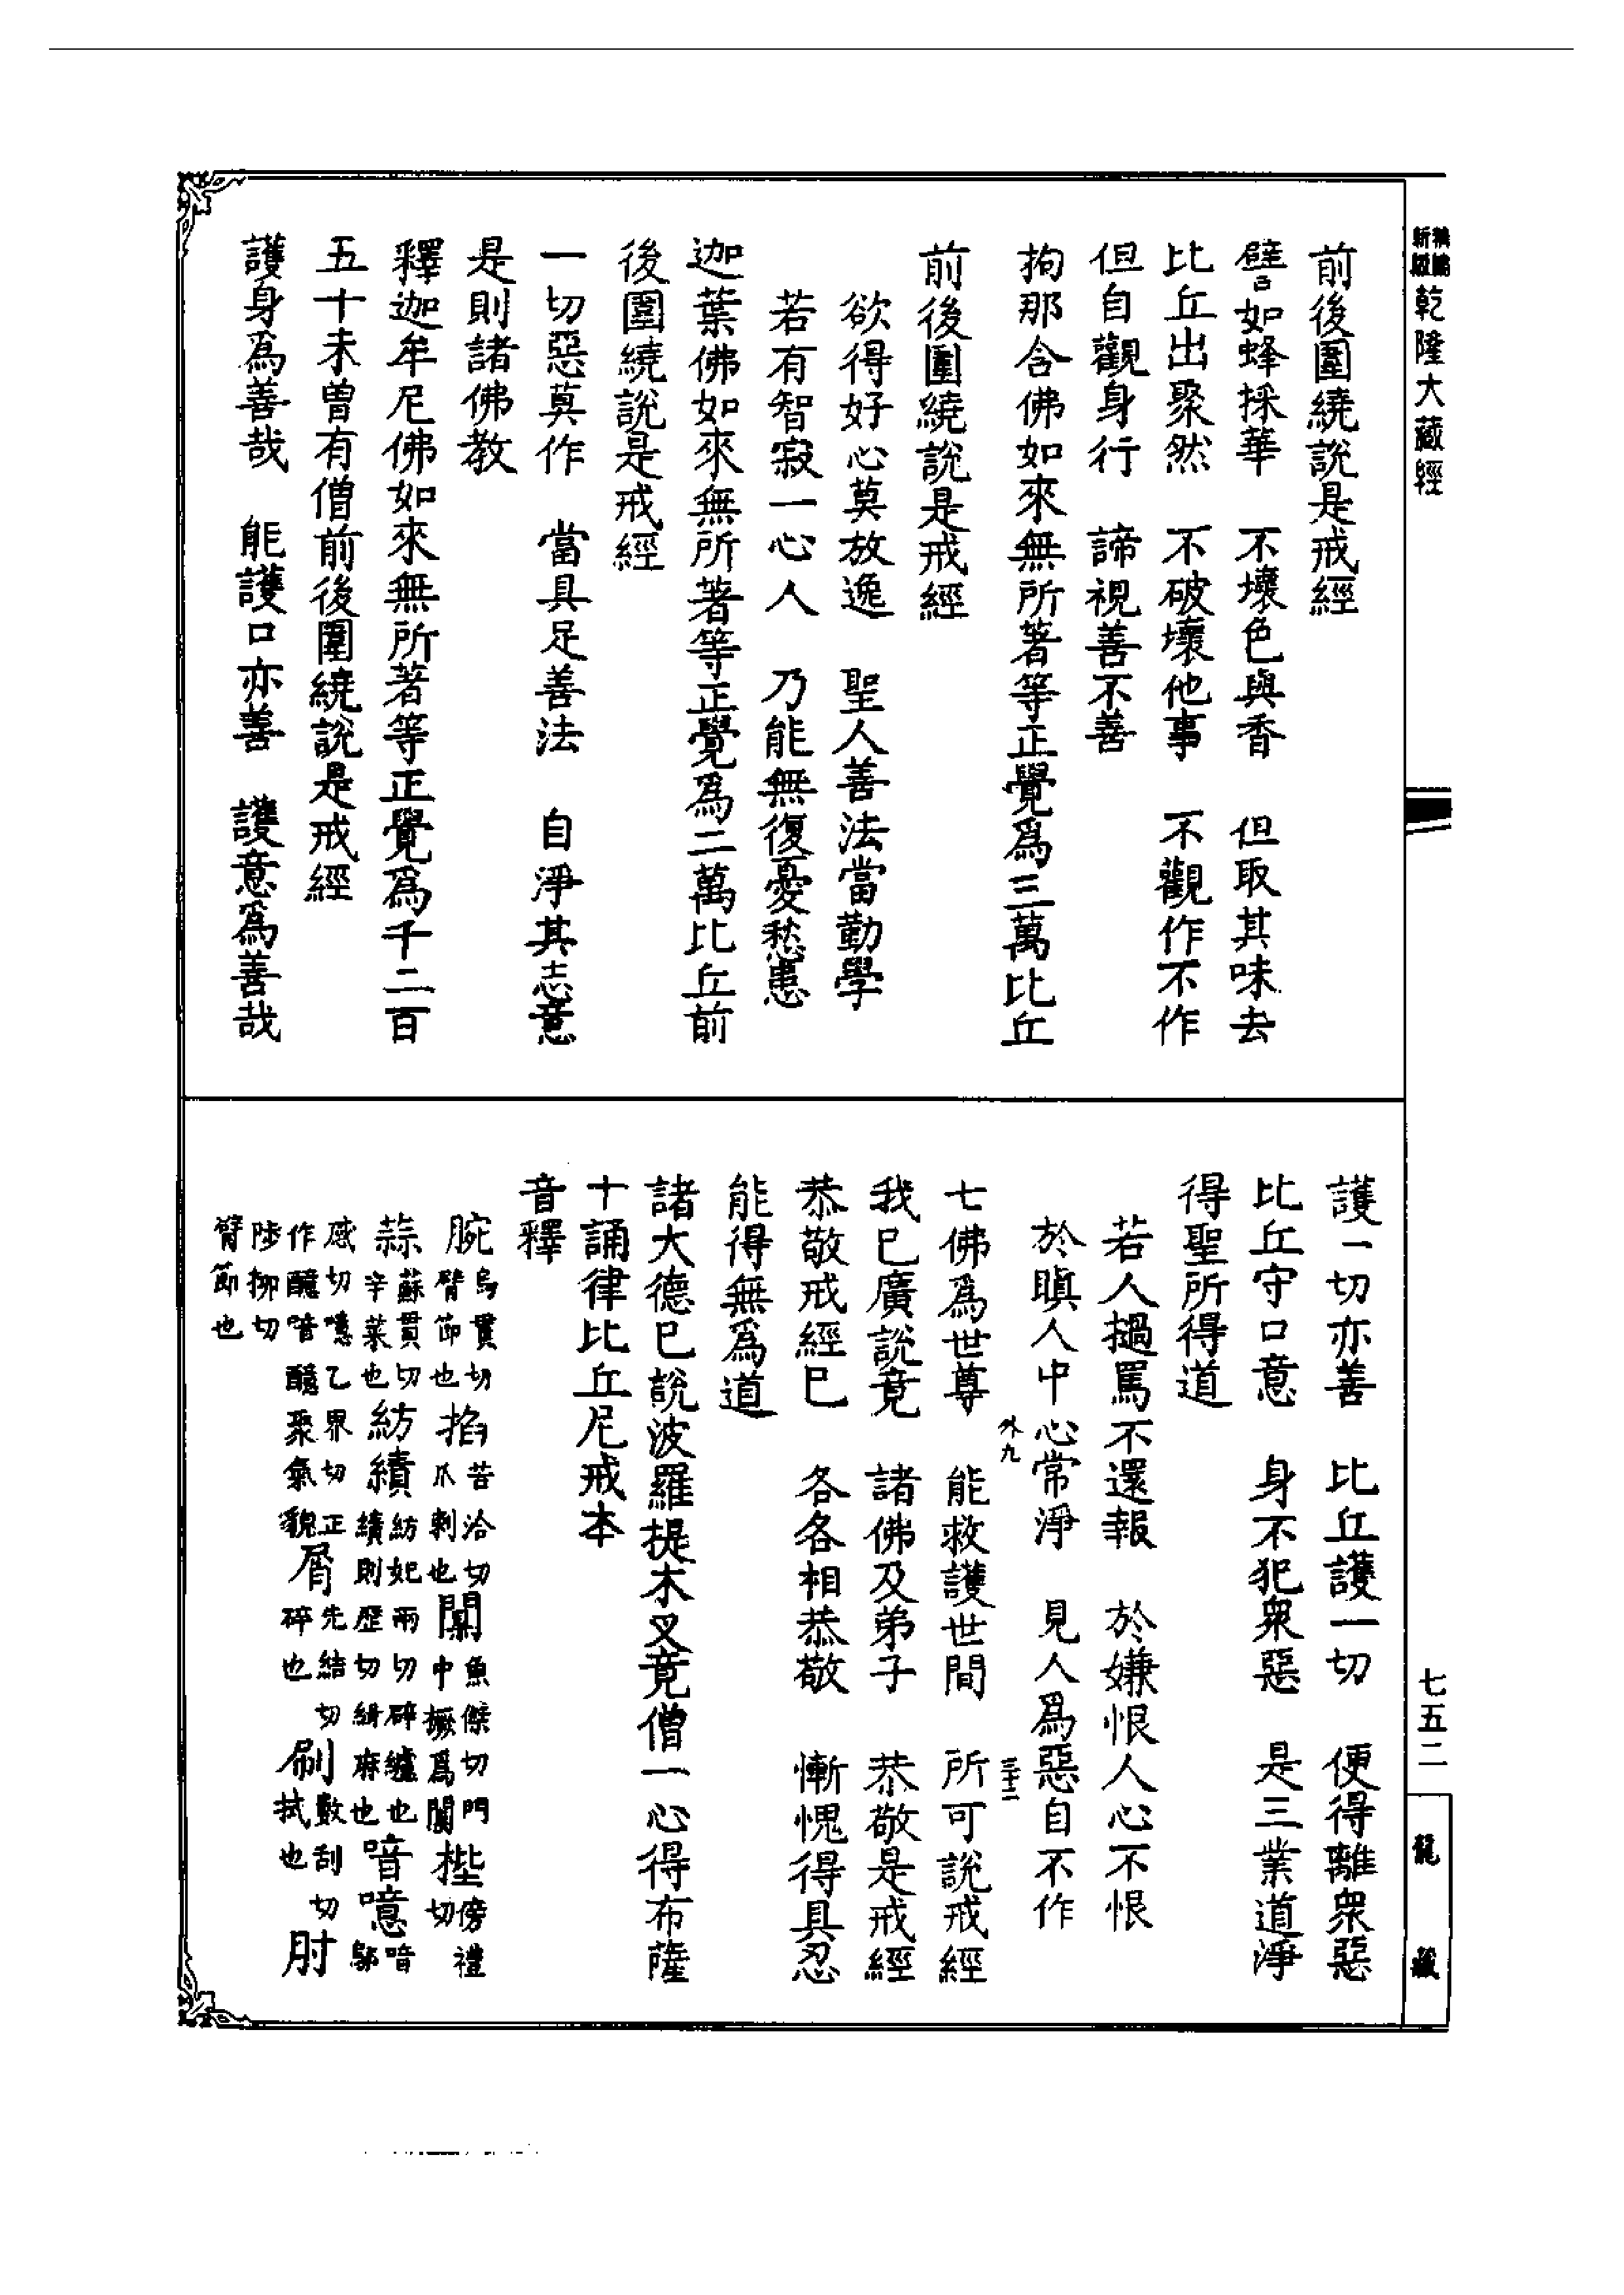 乾隆大藏經
七五二
龍藏
前後圍繞說是戒經
譬如蜂採華　不壞色與香　但取其味去
比丘出聚然　不破壞他事　不觀作不作
但自觀身行　諦視善不善
拘那含佛如來無所著等正覺爲三萬比丘
前後圍繞說是戒經
欲得好心莫放逸　聖人善法當勤學
若有智寂一心人　乃能無復憂愁患
迦葉佛如來無所著等正覺爲二萬比丘前
後圍繞說是戒經
一切惡莫作　當具足善法　自淨其志意
是則諸佛教
釋迦牟尼佛如來無所著等正覺爲千二百
五十未曾有僧前後圍繞說是戒經
護身爲善哉　能護口亦善　護意爲善哉
護一切亦善　比丘護一切　便得離衆惡
比丘守口意　身不犯衆惡　是三業道淨
得聖所得道
若人撾罵不還報　於嫌恨人心不恨
於瞋人中心常淨　見人爲惡自不作
外九
三十二
七佛爲世尊　能救護世間　所可說戒經
我巳廣說竟　諸佛及弟子　恭敬是戒經
恭敬戒經巳　各各相恭敬　慚愧得具忍
能得無爲道
諸大德巳說波羅提木叉竟僧一心得布薩
十誦律比丘尼戒本
音釋
腕 烏貫切臂節也 掐 苦洽切爪刺也 闑 魚傑切門中橛爲闑 梐 傍禮切
蒜 蘇貫切辛菜也 紡績 紡妃兩切績則歷切緝麻也 喑噫 喑鄔
感切噫乙界切正作醷喑醷聚氣貌 屑 先結切碎也 刷 數刮切拭也 肘
陟柳切臂節也